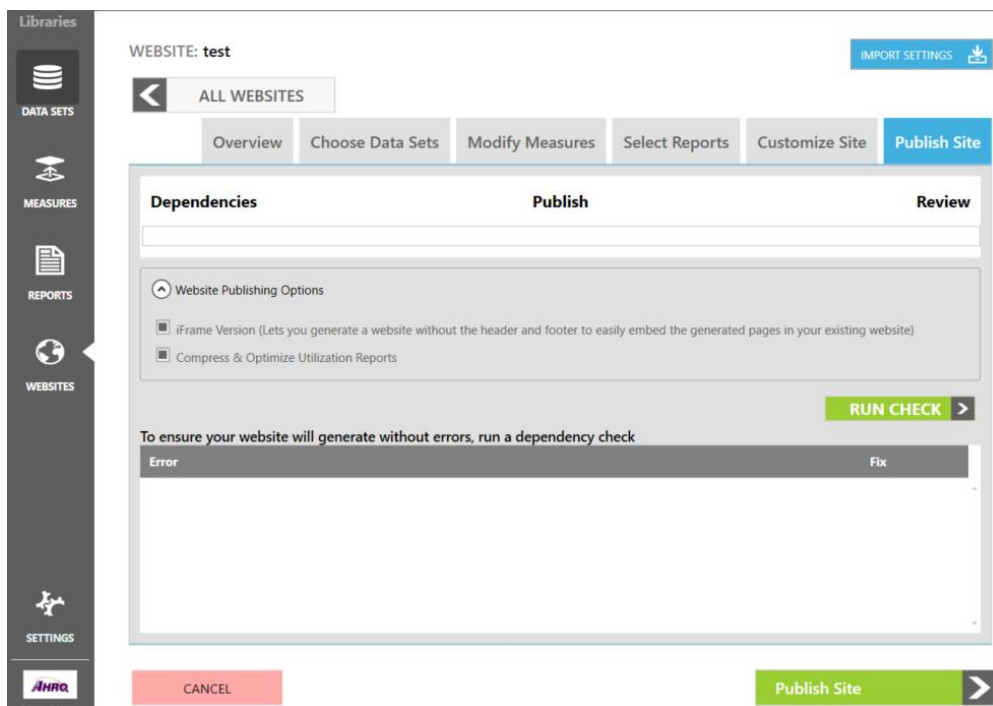 Libraries
DATA SETS
MEASURES
REPORTS
WEBSITES
SETTINGS
AHRQ
WEBSITE: test
IMPORT SETTINGS
ALL WEBSITES
Overview
Choose Data Sets
Modify Measures
Select Reports
Customize Site
Publish Site
Dependencies
Publish
Review
Website Publishing Options
iFrame Version (Lets you generate a website without the header and footer to easily embed the generated pages in your existing website)
Compress & Optimize Utilization Reports
RUN CHECK
To ensure your website will generate without errors, run a dependency check
Error
Fix
CANCEL
Publish Site